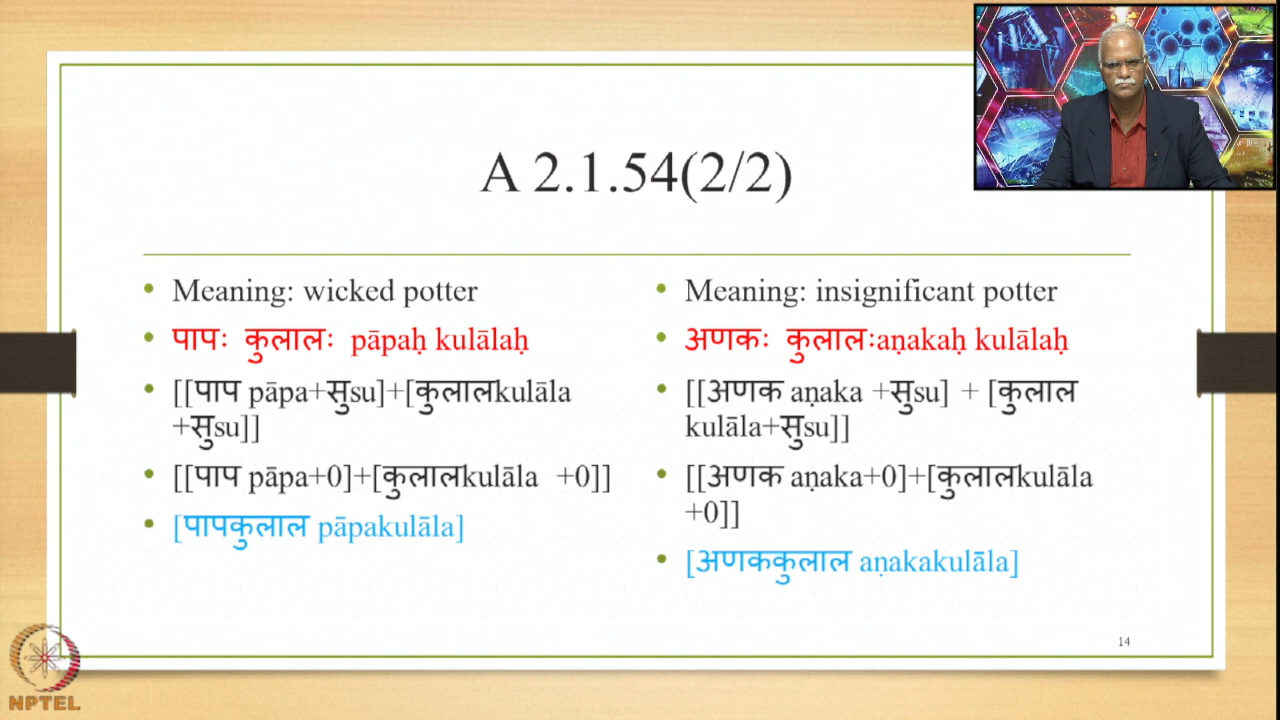 A 2.1.54(2/2)
• Meaning: wicked potter
• पापः कुलालः pāpaḥ kulālaḥ
• [[पाप pāpa+सुsu]+[कुलालkulāla
+सुsu]]
• [[पाप pāpa+0]+[कुलालkulāla +0]]
• [पापकुलाल pāpakulāla]
• Meaning: insignificant potter
• अणकः कुलालःaṇakaḥ kulālaḥ
• [[अणक aṇaka +सुsu] + [कुलाल
kulāla+सुsu]]
• [[अणक aṇaka+0]+[कुलालkulāla
+0]]
• [अणककुलाल aṇakakulāla]
14
NPTEL